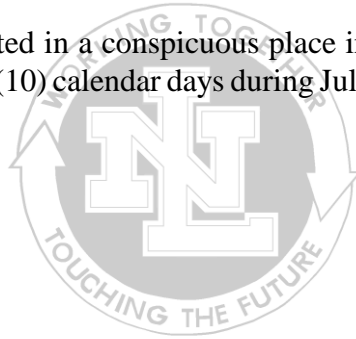 ted in a conspicuous place i
(10) calendar days during Jul
WORKING TOGETHER
NL
TOUCHING THE FUTURE